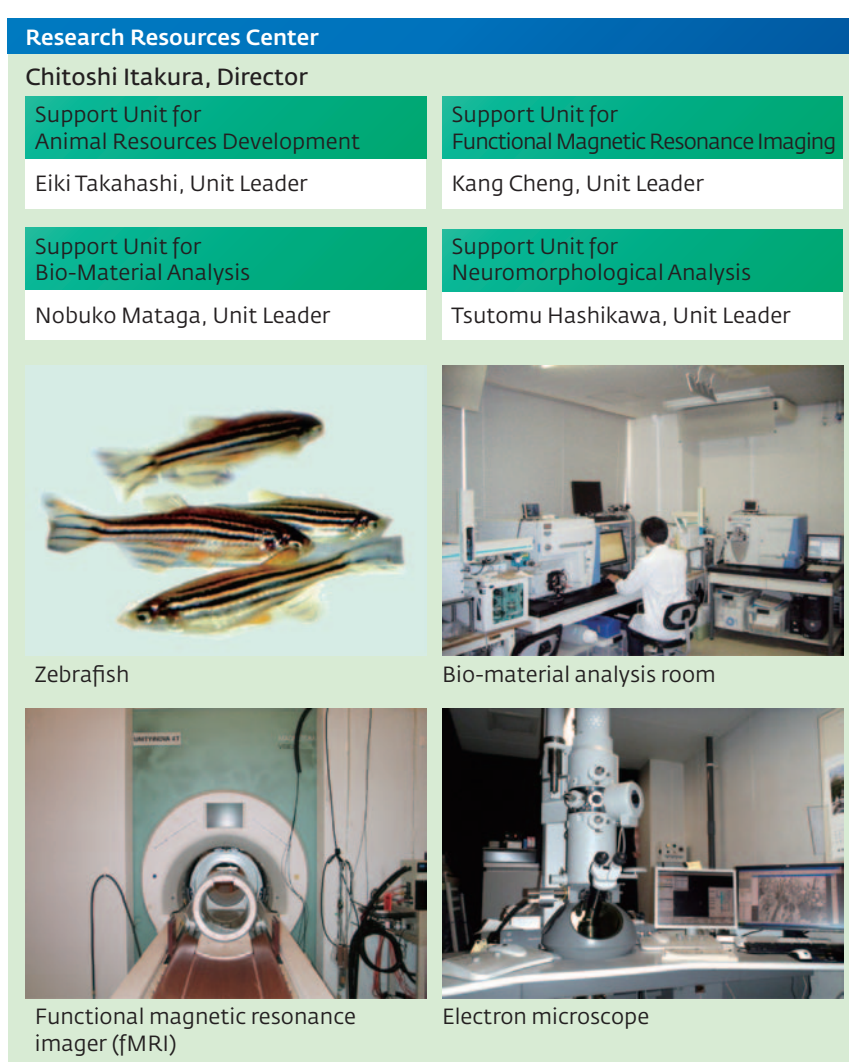 Research Resources Center
Chitoshi Itakura, Director
Support Unit for
Animal Resources Development
Eiki Takahashi, Unit Leader
Support Unit for
Functional Magnetic Resonance Imaging
Kang Cheng, Unit Leader
Support Unit for
Bio-Material Analysis
Nobuko Mataga, Unit Leader
Support Unit for
Neuromorphological Analysis
Tsutomu Hashikawa, Unit Leader
Zebrafish
Bio-material analysis room
Functional magnetic resonance
imager (fMRI)
Electron microscope